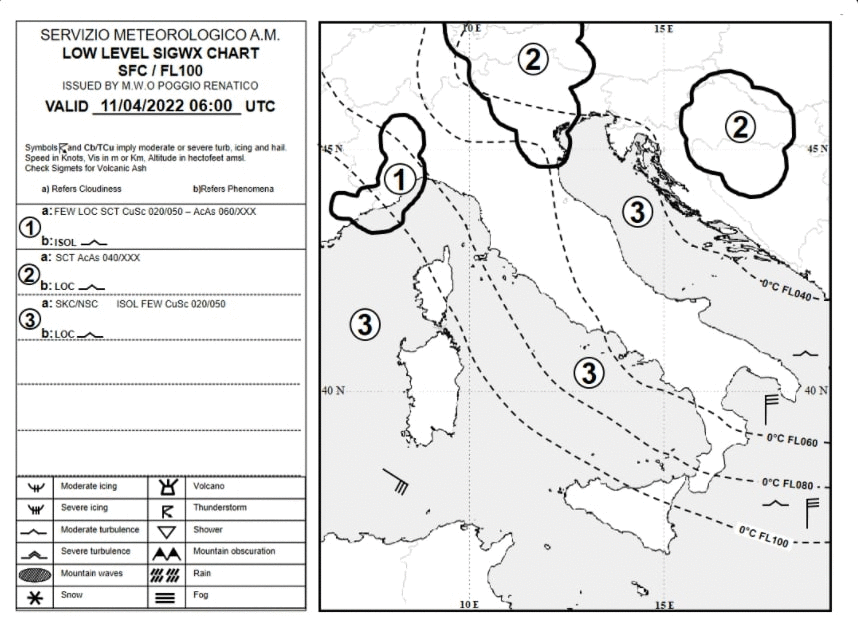 SERVIZIO METEOROLOGICO A.M.
LOW LEVEL SIGWX CHART
SFC / FL100
ISSUED BY M.W.O POGGIO RENATICO
VALID 11/04/2022 06:00 UTC
Symbols and Cb/TCu imply moderate or severe turb, icing and hail.
Speed in Knots, Vis in m or Km, Altitude in hectofeet amsl.
Check Sigmets for Volcanic Ash
a) Refers Cloudiness b)Refers Phenomena
1
a: FEW LOC SCT CuSc 020/050 – AcAs 060/XXX
b: ISOL
2
a: SCT AcAs 040/XXX
b: LOC
3
a: SKC/NSC ISOL FEW CuSc 020/050
b: LOC
Moderate icing Volcano
Severe icing Thunderstorm
Moderate turbulence Shower
Severe turbulence Mountain obscuration
Mountain waves Rain
Snow Fog
10 E 15 E
2
2
45 N 45 N
1
3
0°C FL040
3
3
40 N 40 N
0°C FL060
0°C FL080
0°C FL100
10 E 15 E